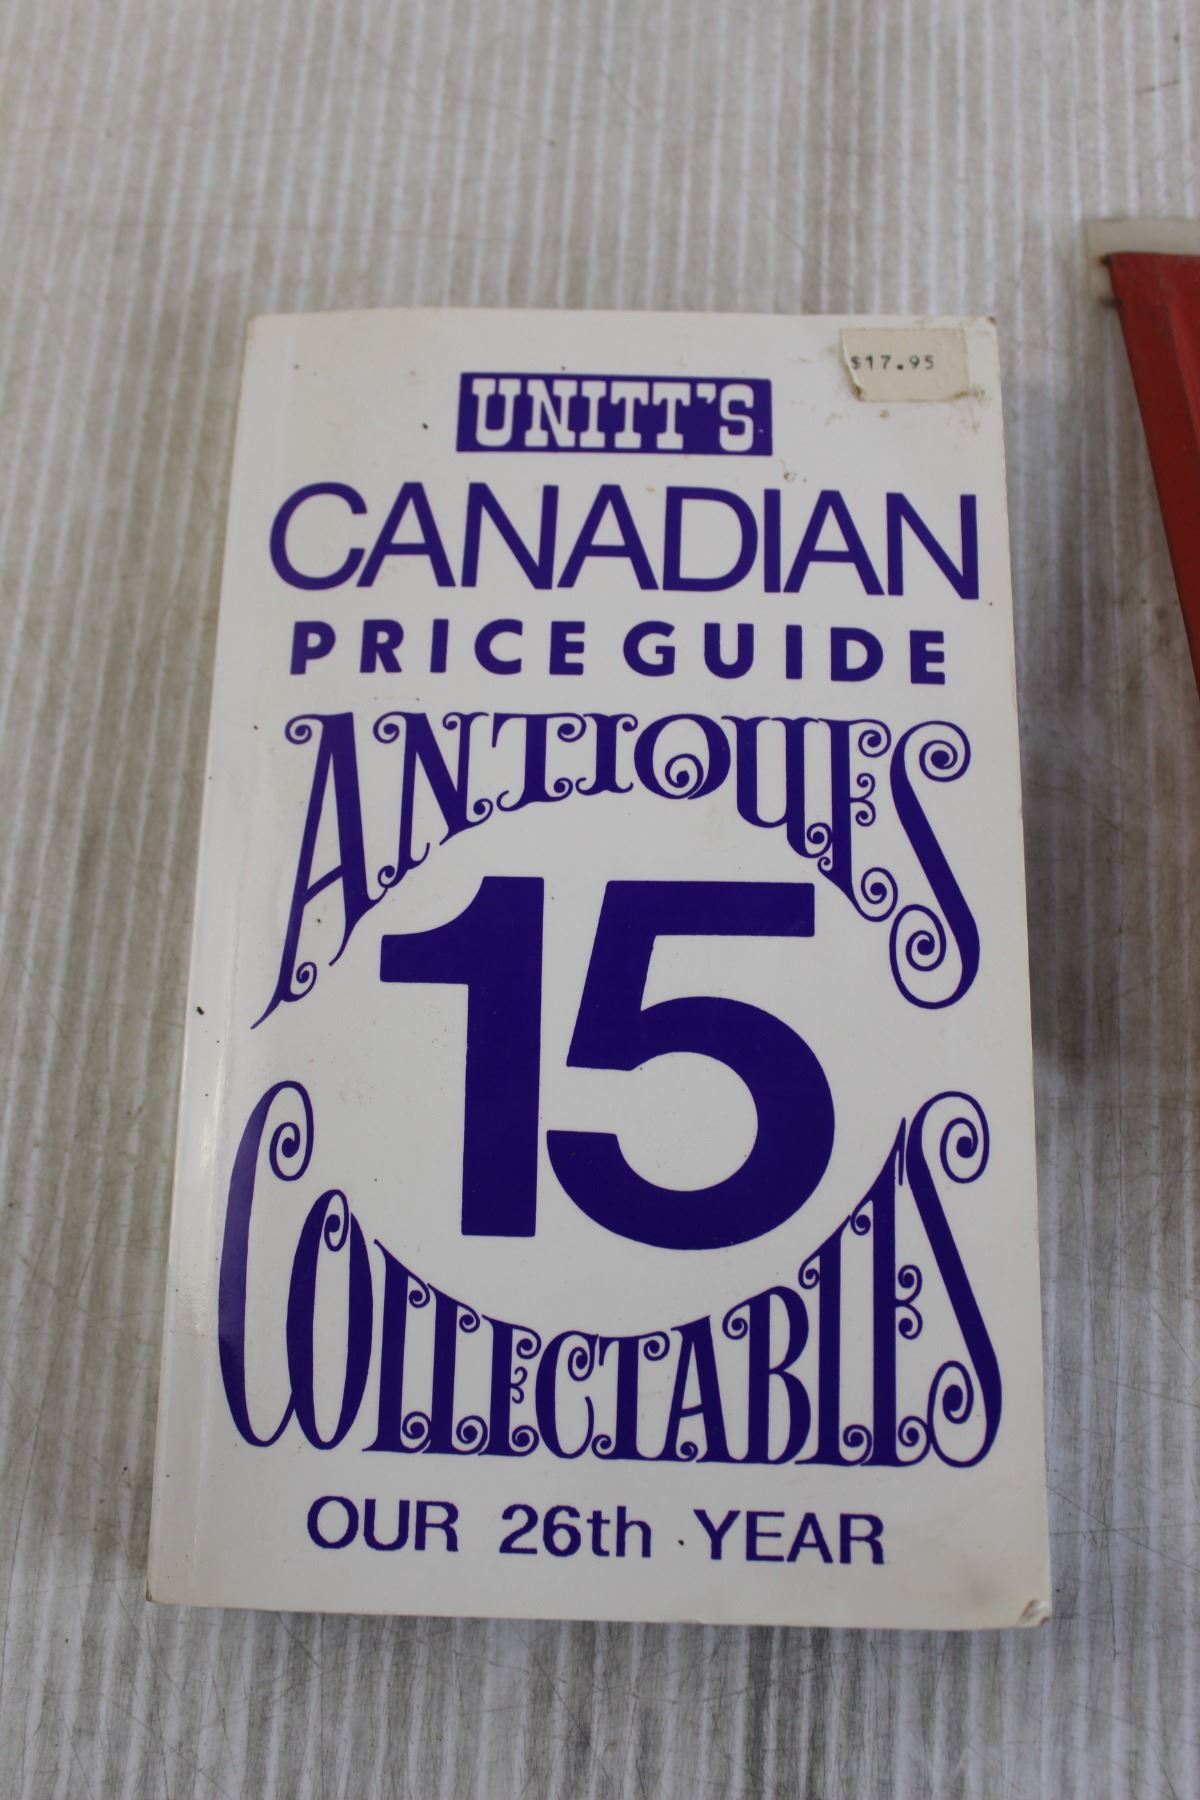 $17.95
UNITT'S
CANADIAN
PRICE GUIDE
ANTIQUES
15
COLLECTABLES
OUR 26th YEAR